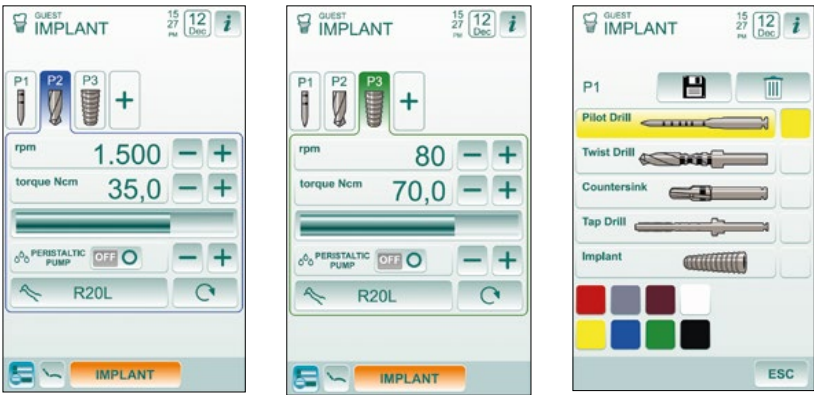 GUEST
IMPLANT
15
27
PM
12
Dec
i
P1 P2 P3 +
rpm 1.500 − +
torque Ncm 35,0 − +
PERISTALTIC
PUMP OFF − +
R20L
IMPLANT
GUEST
IMPLANT
15
27
PM
12
Dec
i
P1 P2 P3 +
rpm 80 − +
torque Ncm 70,0 − +
PERISTALTIC
PUMP OFF − +
R20L
IMPLANT
GUEST
IMPLANT
15
27
PM
12
Dec
i
P1
Pilot Drill
Twist Drill
Countersink
Tap Drill
Implant
ESC